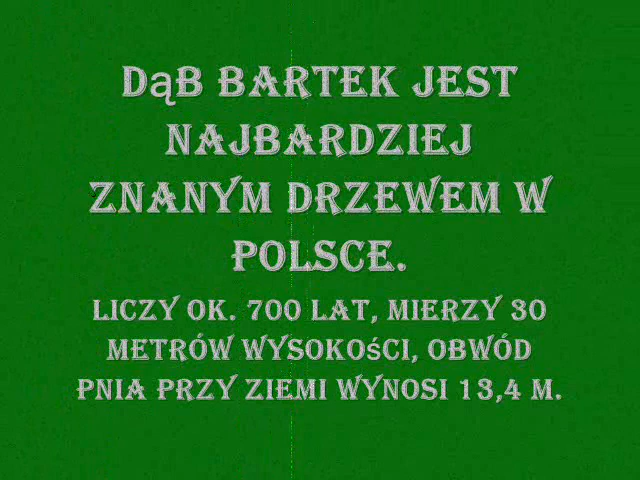 DąB BARTEK JEST
NAJBARDZIEJ
ZNANYM DRZEWEM W
POLSCE.
LICZY OK. 700 LAT, MIERZY 30
METRÓW WYSOKOśCI, OBWÓD
PNIA PRZY ZIEMI WYNOSI 13,4 M.